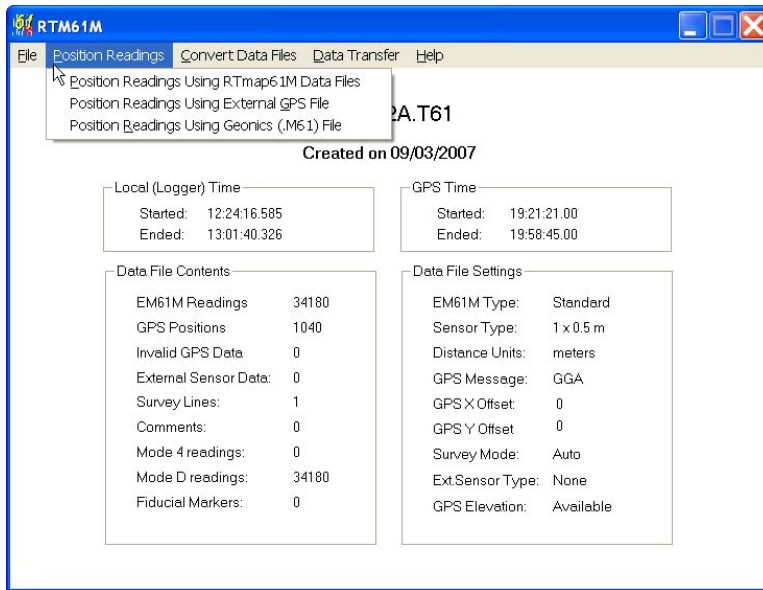 RTM61M
File Position Readings Convert Data Files Data Transfer Help
Position Readings Using RTmap61M Data Files
Position Readings Using External GPS File
Position Readings Using Geonics (.M61) File
2A.T61
Created on 09/03/2007
Local (Logger) Time
Started: 12:24:16.585
Ended: 13:01:40.326
GPS Time
Started: 19:21:21.00
Ended: 19:58:45.00
Data File Contents
EM61M Readings 34180
GPS Positions 1040
Invalid GPS Data 0
External Sensor Data: 0
Survey Lines: 1
Comments: 0
Mode 4 readings: 0
Mode D readings: 34180
Fiducial Markers: 0
Data File Settings
EM61M Type: Standard
Sensor Type: 1 x 0.5 m
Distance Units: meters
GPS Message: GGA
GPS X Offset: 0
GPS Y Offset 0
Survey Mode: Auto
Ext.Sensor Type: None
GPS Elevation: Available